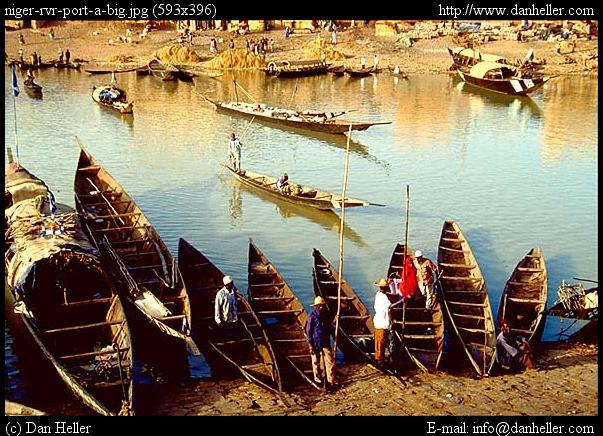 niger-rvr-port-a-big.jpg (593x396)
http://www.danheller.com/
(c) Dan Heller
E-mail: info@danheller.com